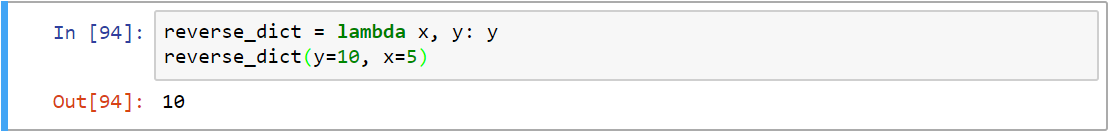 In [94]: reverse_dict = lambda x, y: y
reverse_dict(y=10, x=5)
Out[94]: 10